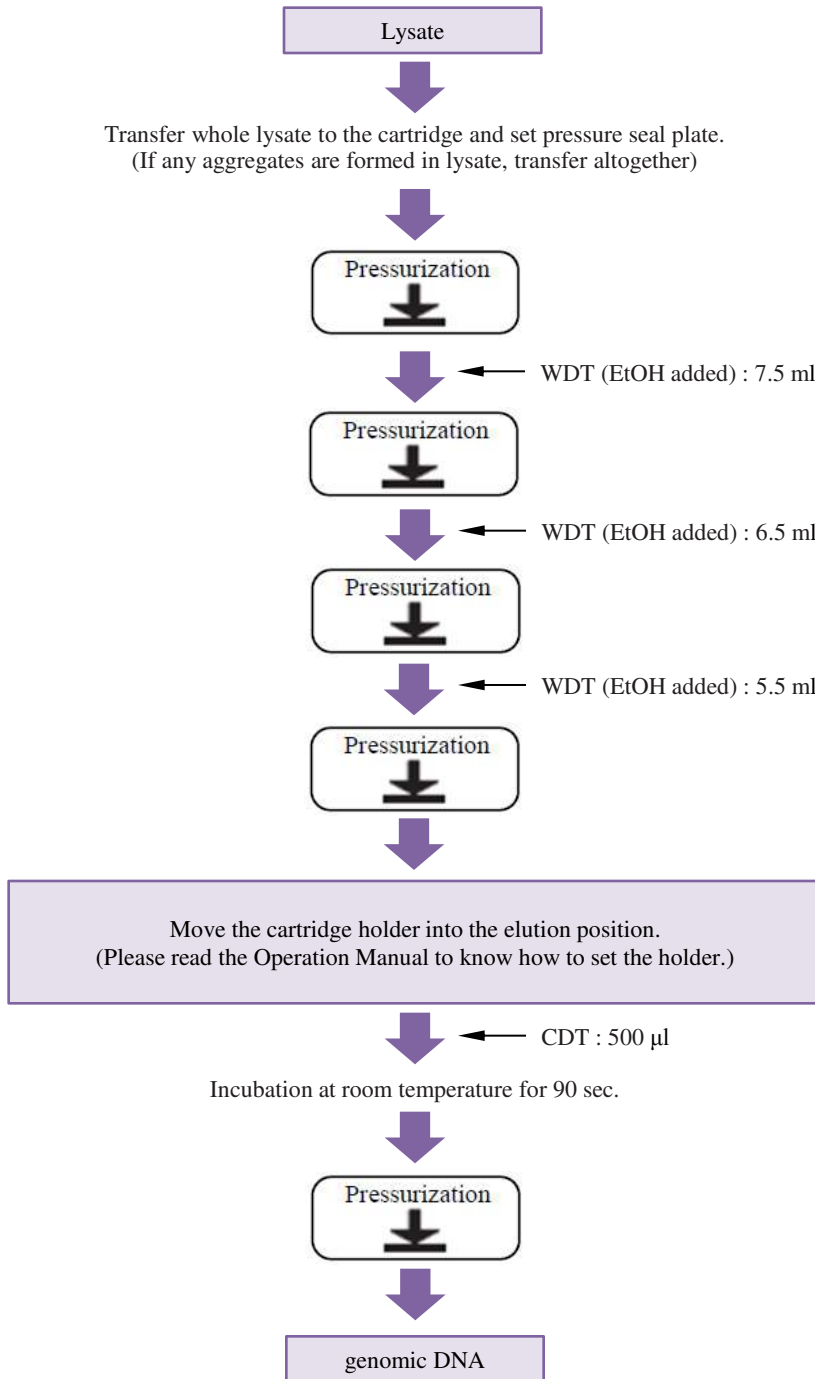 Lysate
Transfer whole lysate to the cartridge and set pressure seal plate.
(If any aggregates are formed in lysate, transfer altogether)
Pressurization
WDT (EtOH added) : 7.5 ml
Pressurization
WDT (EtOH added) : 6.5 ml
Pressurization
WDT (EtOH added) : 5.5 ml
Pressurization
Move the cartridge holder into the elution position.
(Please read the Operation Manual to know how to set the holder.)
CDT : 500 μl
Incubation at room temperature for 90 sec.
Pressurization
genomic DNA